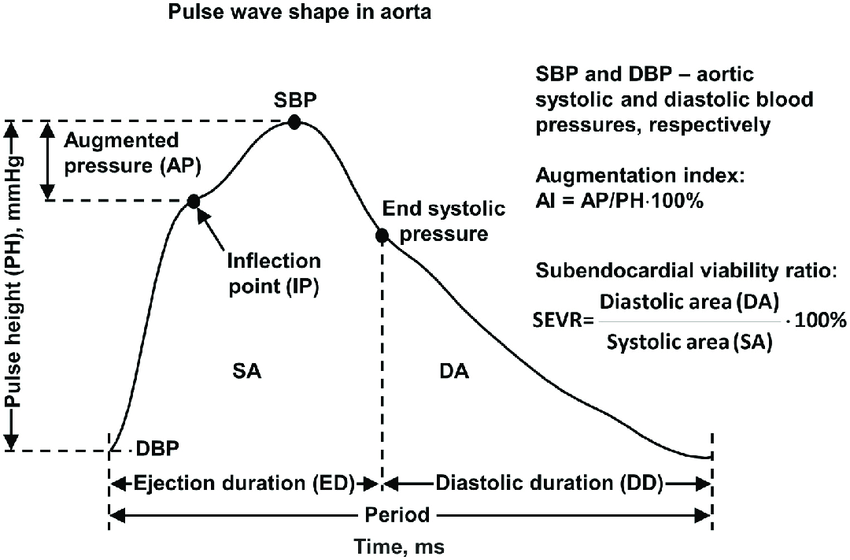 Pulse wave shape in aorta
SBP
Augmented
pressure (AP)
Pulse height (PH), mmHg
End systolic
pressure
Inflection
point (IP)
SA
DA
DBP
Ejection duration (ED)
Diastolic duration (DD)
Period
Time, ms
SBP and DBP – aortic
systolic and diastolic blood
pressures, respectively
Augmentation index:
AI = AP/PH·100%
Subendocardial viability ratio:
Diastolic area (DA)
SEVR= · 100%
Systolic area (SA)